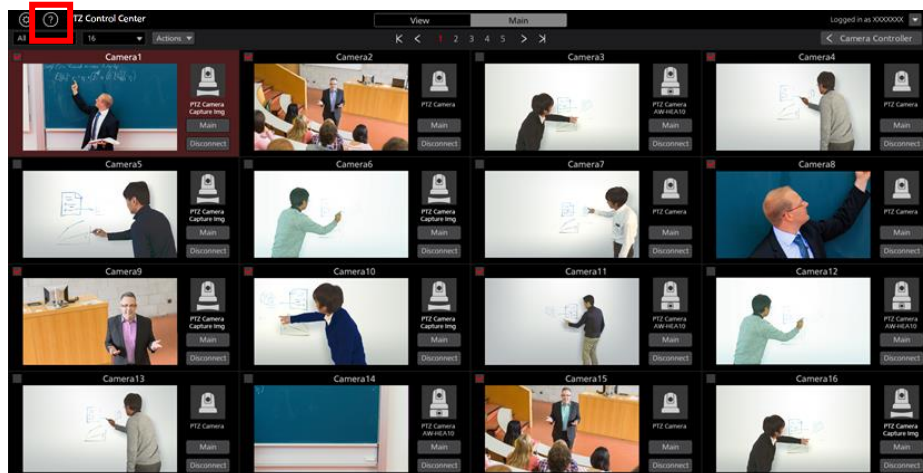 ? PTZ Control Center View Main Logged in as XXXXXXX
All 16 Actions 1 2 3 4 5 < Camera Controller
Camera1 Camera2 Camera3 Camera4
PTZ Camera PTZ Camera PTZ Camera PTZ Camera
Capture Img AW-HEA10 Capture Img
Main Main Main Main
Disconnect Disconnect Disconnect Disconnect
Camera5 Camera6 Camera7 Camera8
PTZ Camera PTZ Camera PTZ Camera PTZ Camera
Capture Img Capture Img
Main Main Main Main
Disconnect Disconnect Disconnect Disconnect
Camera9 Camera10 Camera11 Camera12
PTZ Camera PTZ Camera PTZ Camera PTZ Camera
Capture Img Capture Img AW-HEA10 AW-HEA10
Main Main Main Main
Disconnect Disconnect Disconnect Disconnect
Camera13 Camera14 Camera15 Camera16
PTZ Camera PTZ Camera PTZ Camera PTZ Camera
AW-HEA10 Capture Img
Main Main Main Main
Disconnect Disconnect Disconnect Disconnect